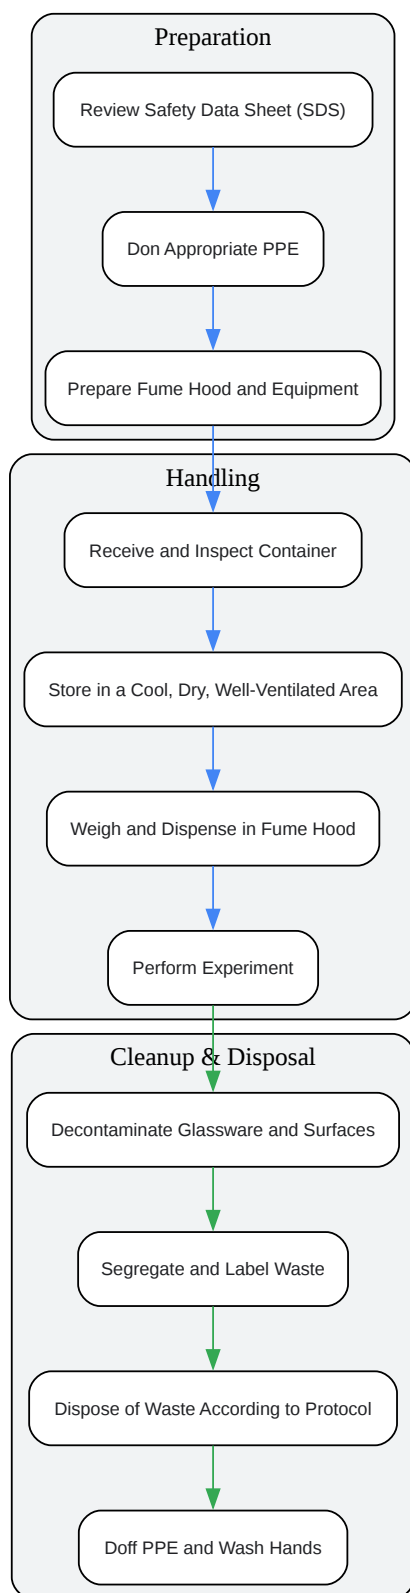 Preparation
Review Safety Data Sheet (SDS)
Don Appropriate PPE
Prepare Fume Hood and Equipment
Handling
Receive and Inspect Container
Store in a Cool, Dry, Well-Ventilated Area
Weigh and Dispense in Fume Hood
Perform Experiment
Cleanup & Disposal
Decontaminate Glassware and Surfaces
Segregate and Label Waste
Dispose of Waste According to Protocol
Doff PPE and Wash Hands